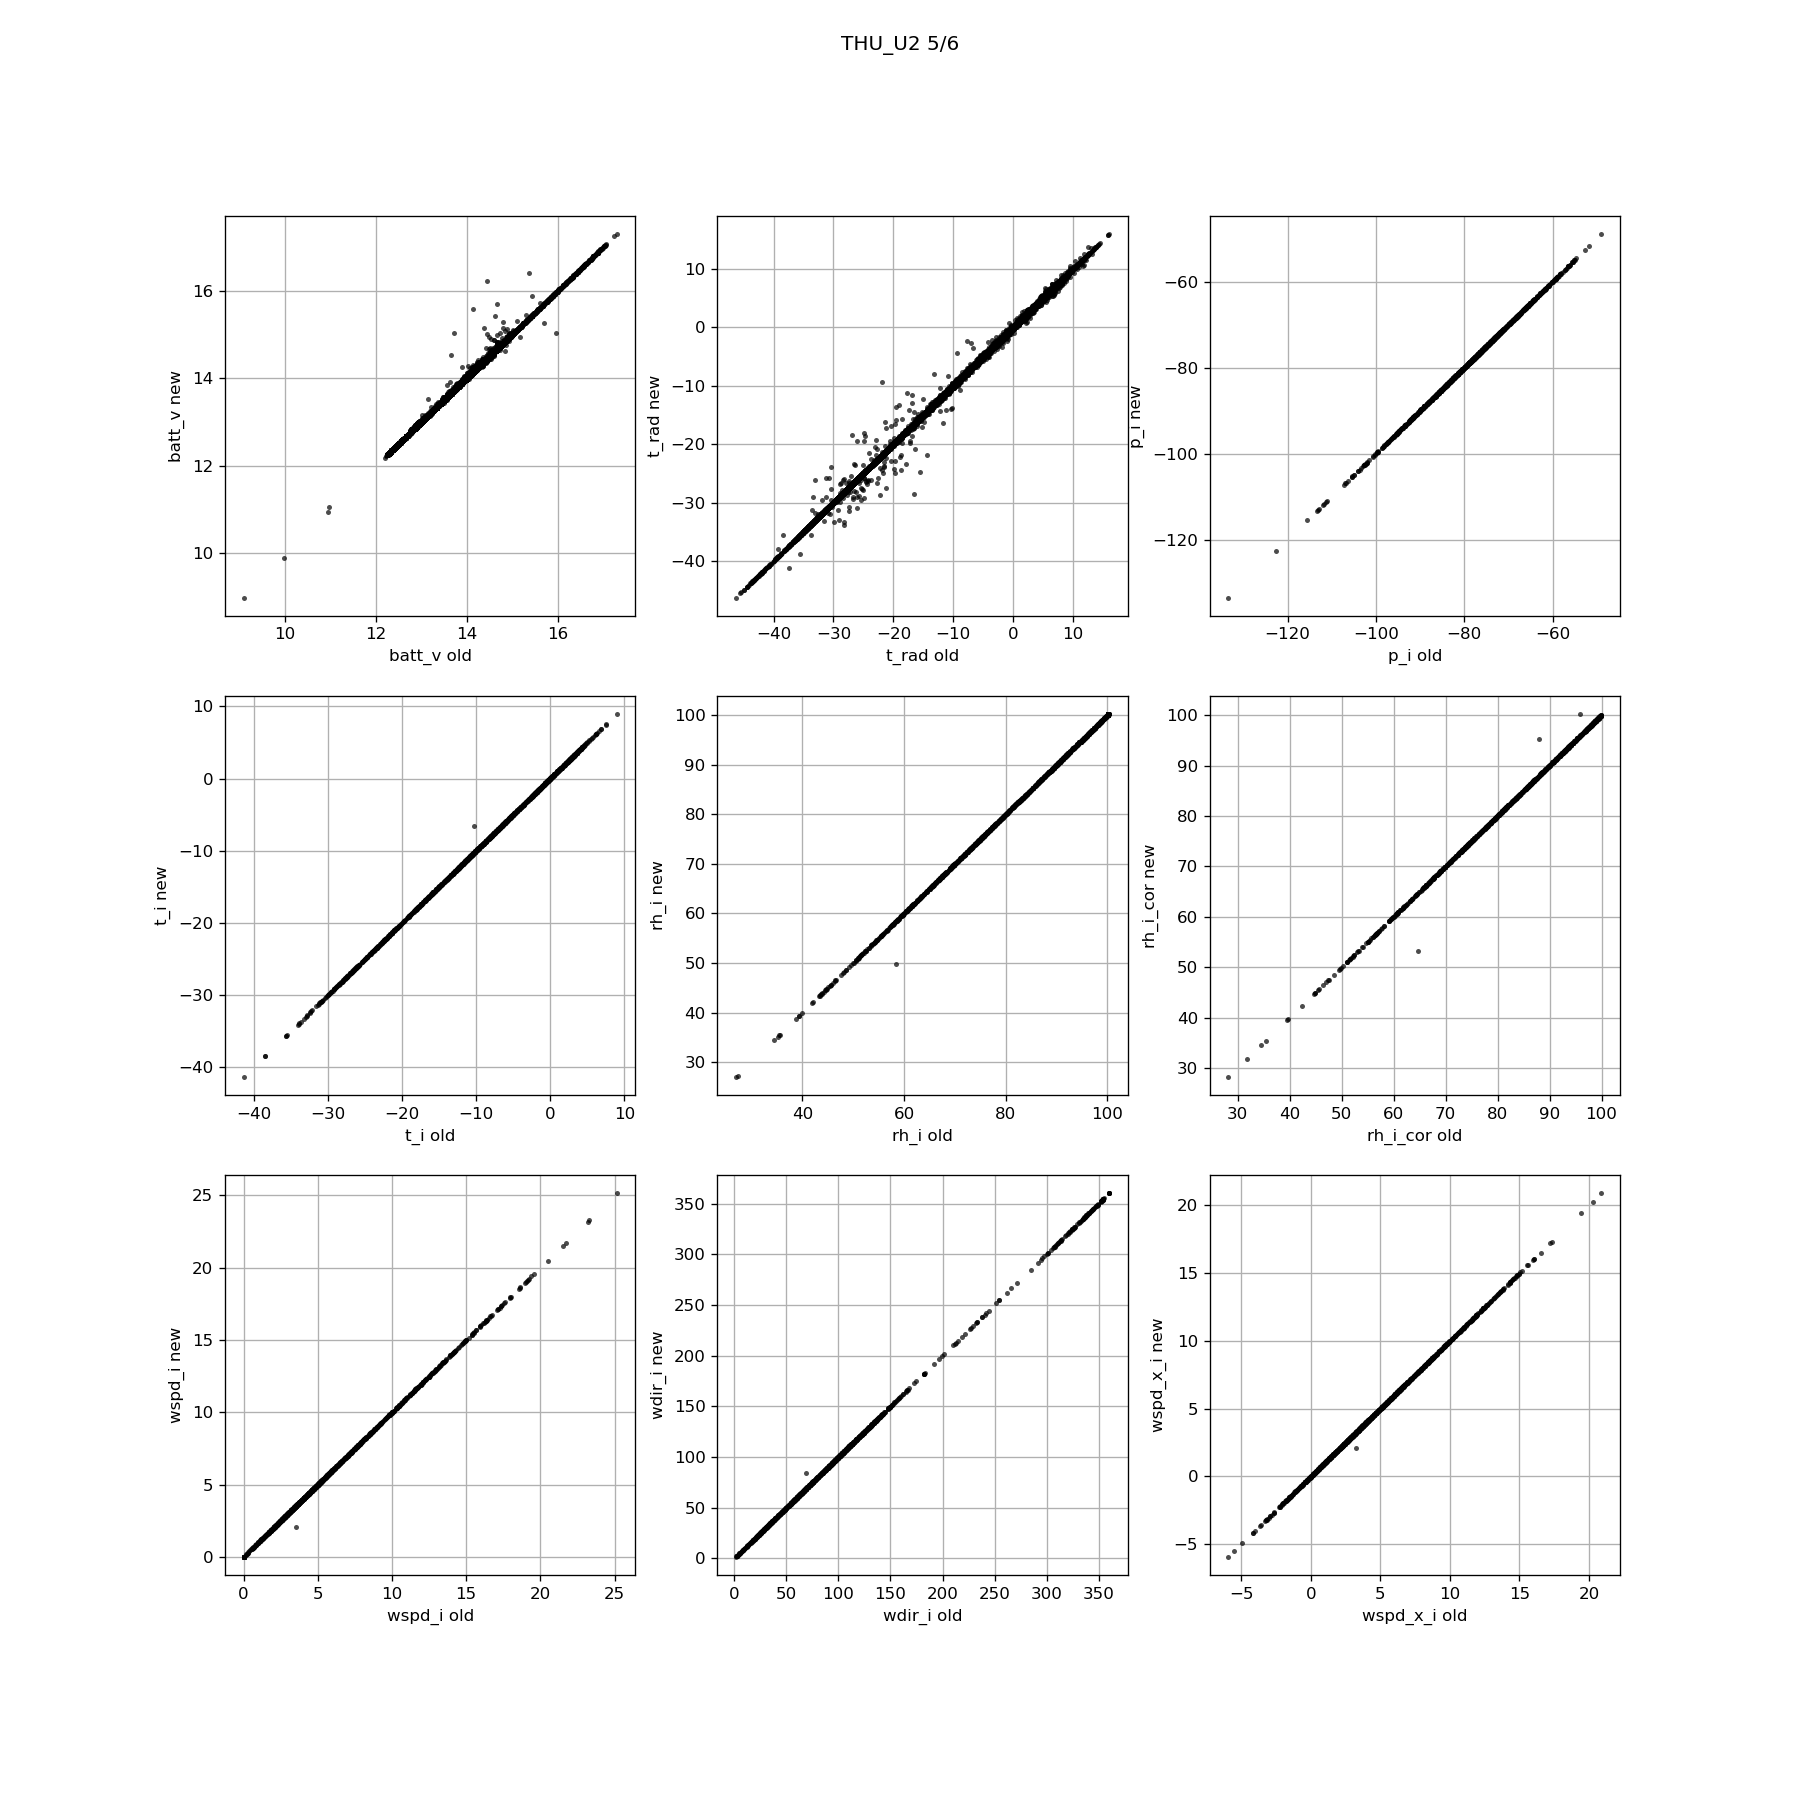 THU_U2 5/6
16
14
12
10
batt_v new
10 12 14 16
batt_v old
10
0
−10
−20
−30
−40
t_rad new
−40 −30 −20 −10 0 10
t_rad old
−60
−80
−100
−120
p_i new
−120 −100 −80 −60
p_i old
10
0
−10
−20
−30
−40
t_i new
−40 −30 −20 −10 0 10
t_i old
100
90
80
70
60
50
40
30
rh_i new
40 60 80 100
rh_i old
100
90
80
70
60
50
40
30
rh_i_cor new
30 40 50 60 70 80 90 100
rh_i_cor old
25
20
15
10
5
0
wspd_i new
0 5 10 15 20 25
wspd_i old
350
300
250
200
150
100
50
0
wdir_i new
0 50 100 150 200 250 300 350
wdir_i old
20
15
10
5
0
−5
wspd_x_i new
−5 0 5 10 15 20
wspd_x_i old